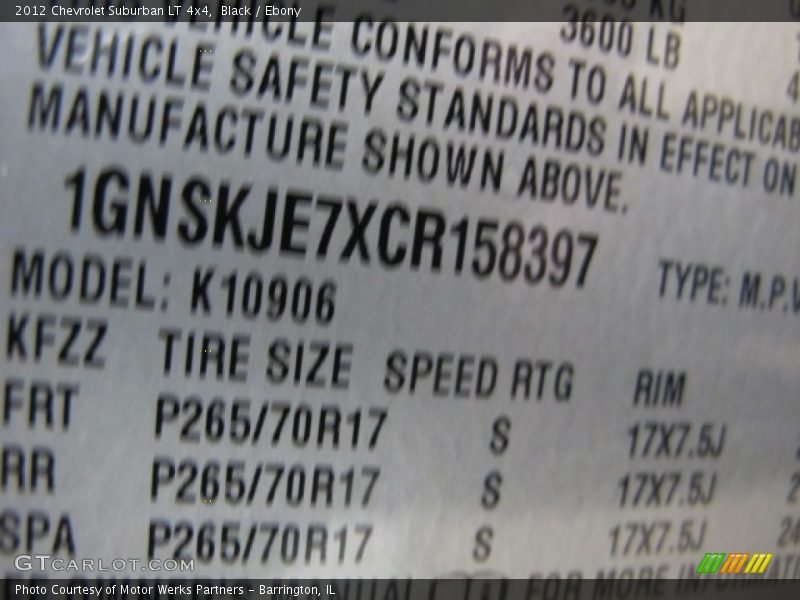 2012 Chevrolet Suburban LT 4x4, Black / Ebony
3600 LB
VEHICLE CONFORMS TO ALL
VEHICLE SAFETY STANDARDS IN EFFECT ON
MANUFACTURE SHOWN ABOVE.
1GNSKJE7XCR158397
MODEL: K10906 TYPE: M.P.V
KFZZ TIRE SIZE SPEED RTG RIM
FRT P265/70R17 S 17X7.5J
RR P265/70R17 S 17X7.5J
SPA P265/70R17 S 17X7.5J
FOR MORE
GTCARLOT.COM
Photo Courtesy of Motor Werks Partners – Barrington, IL